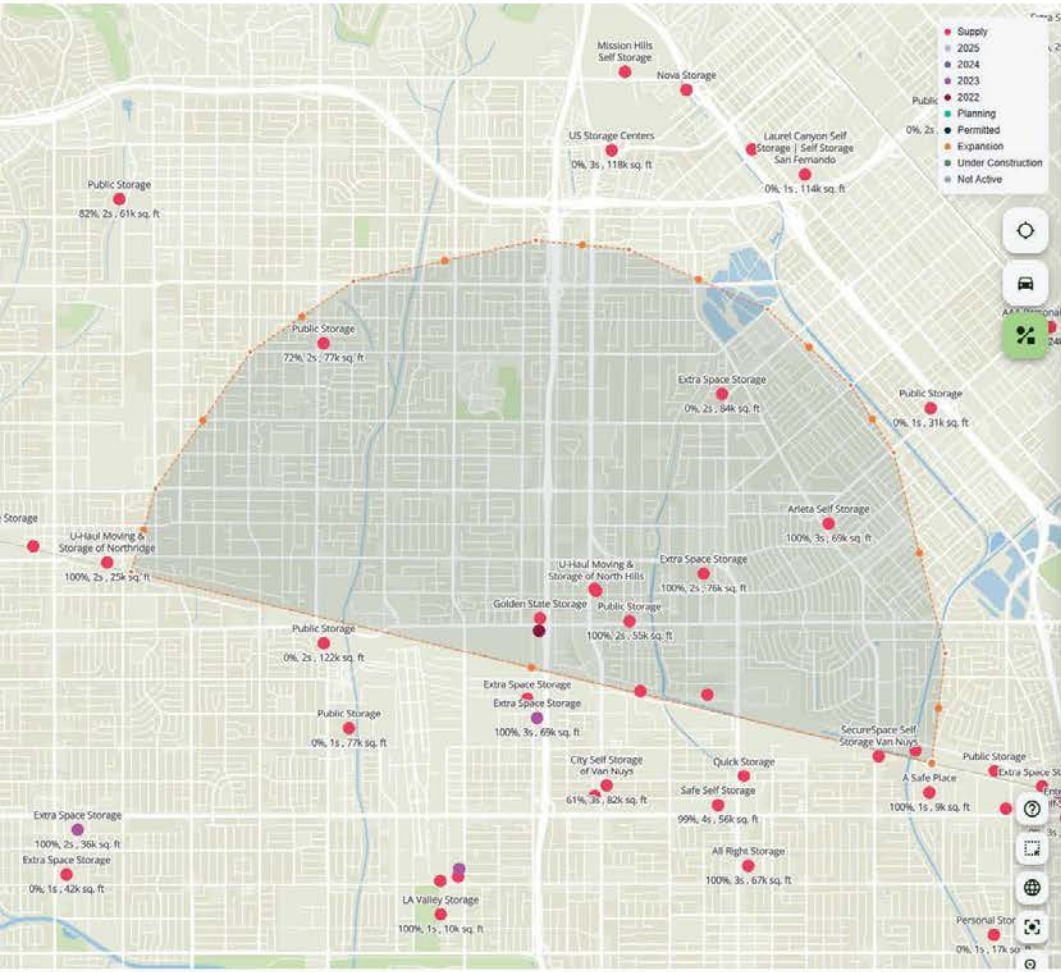 Supply
2025
2024
2023
2022
Planning
Permitted
Expansion
Under Construction
Not Active
Mission Hills
Self Storage
Nova Storage
US Storage Centers
0%, 3s , 118k sq. ft
Laurel Canyon Self
Storage | Self Storage
San Fernando
0%, 1s , 114k sq. ft
0%, 2s
Public Storage
82%, 2s , 61k sq. ft
Public Storage
72%, 2s , 77k sq. ft
Extra Space Storage
0%, 2s , 84k sq. ft
Public Storage
0%, 1s , 31k sq. ft
Arleta Self Storage
100%, 3s , 69k sq. ft
Storage
U-Haul Moving &
Storage of Northridge
100%, 2s , 25k sq. ft
U-Haul Moving &
Storage of North Hills
Extra Space Storage
100%, 2s , 76k sq. ft
Golden State Storage
Public Storage
100%, 2s , 55k sq. ft
Public Storage
0%, 2s , 122k sq. ft
Extra Space Storage
Extra Space Storage
100%, 3s , 69k sq. ft
Public Storage
0%, 1s , 77k sq. ft
SecureSpace Self
Storage Van Nuys
City Self Storage
of Van Nuys
61%, 3s , 82k sq. ft
Quick Storage
Safe Self Storage
99%, 4s , 56k sq. ft
Public Storage
A Safe Place
100%, 1s , 9k sq. ft
Extra Space
Extra Space Storage
100%, 2s , 36k sq. ft
Extra Space Storage
0%, 1s , 42k sq. ft
All Right Storage
100%, 3s , 67k sq. ft
LA Valley Storage
100%, 1s , 10k sq. ft
Personal
0%, 1s , 17k sq. ft